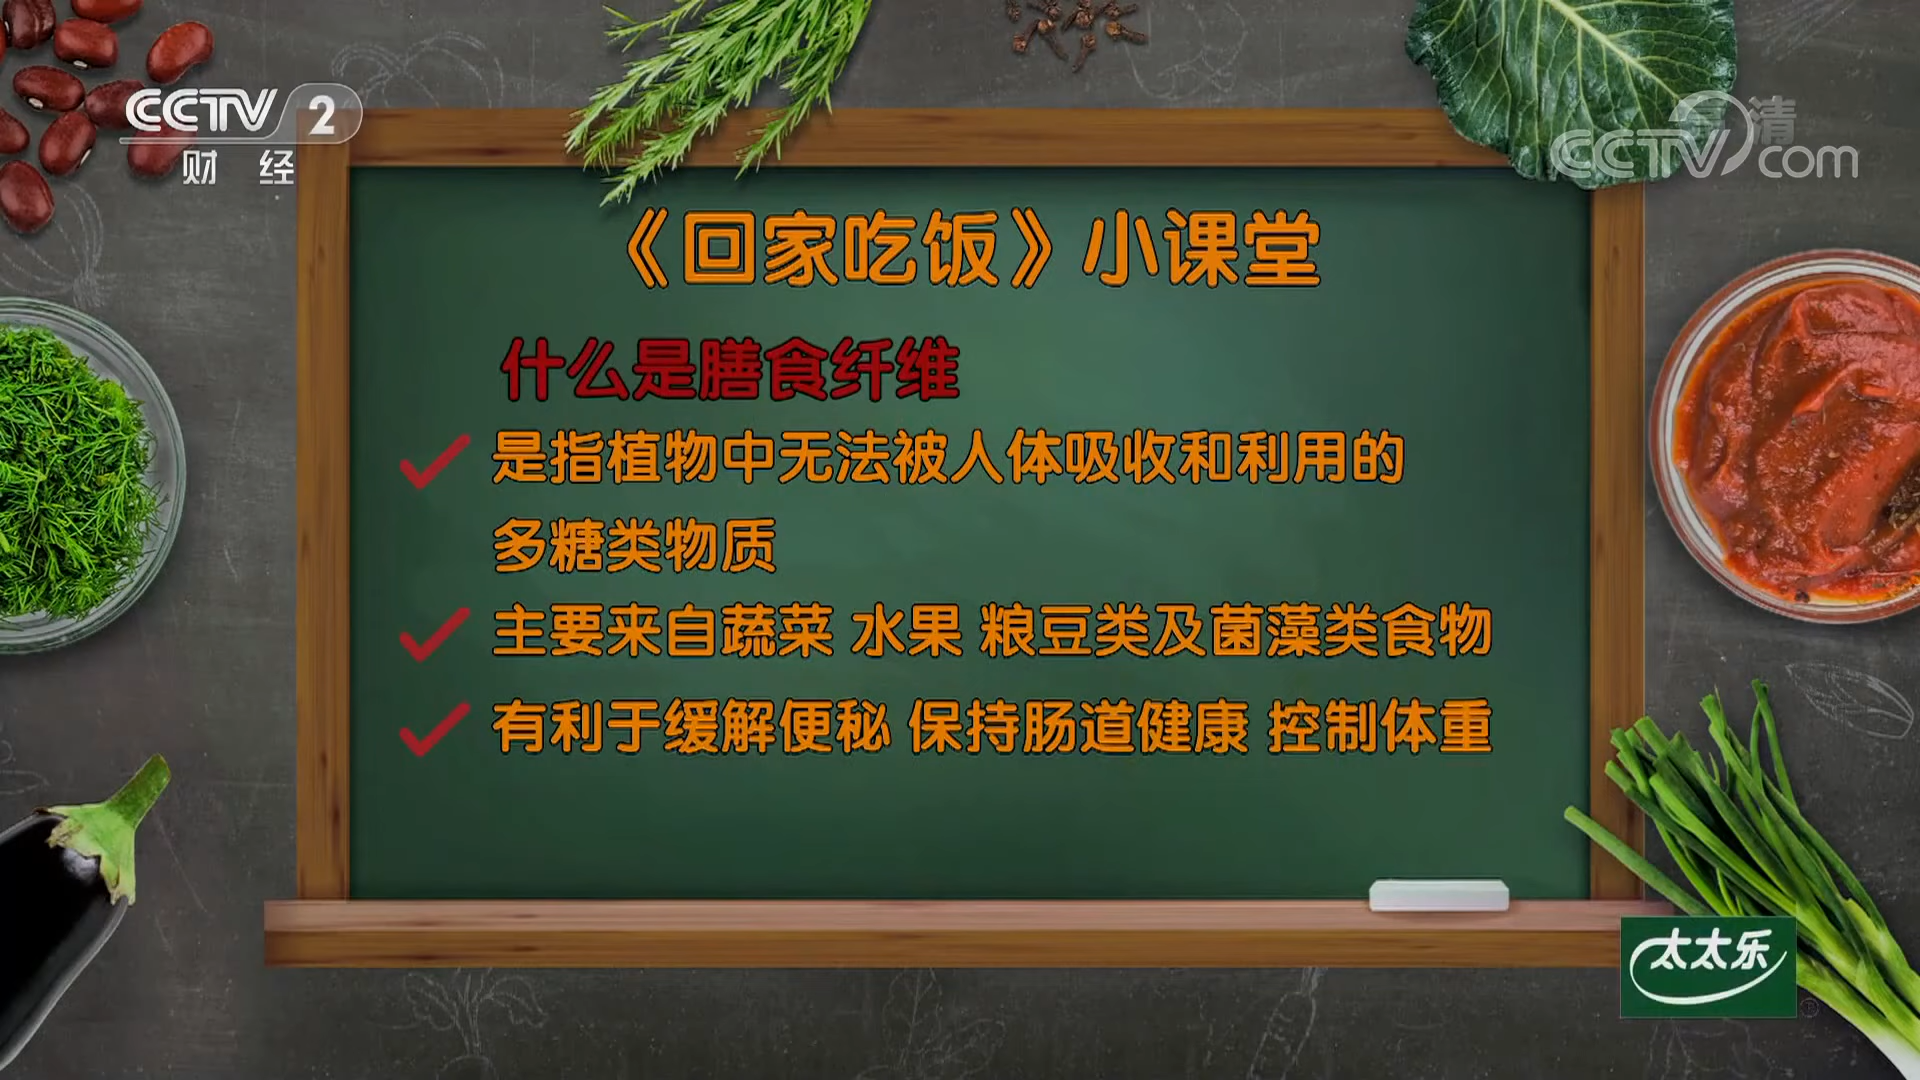 CCTV 2
财 经
高清
CCTV.com
《回家吃饭》小课堂
什么是膳食纤维
是指植物中无法被人体吸收和利用的
多糖类物质
主要来自蔬菜 水果 粮豆类及菌藻类食物
有利于缓解便秘 保持肠道健康 控制体重
太太乐